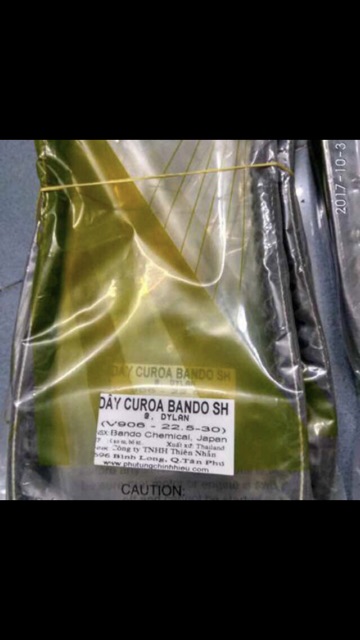 2017-10-3
DÂY CUROA BANDO SH
DÂY CUROA BANDO SH
, DYLAN
(V906 - 22.5-30)
Bando Chemical, Japan
Xuất xứ: Thailand
Công ty TNHH Thiên Nhân
Bình Long, Q.Tân Phú
www.phutungchinhhieu.com
CAUTION: